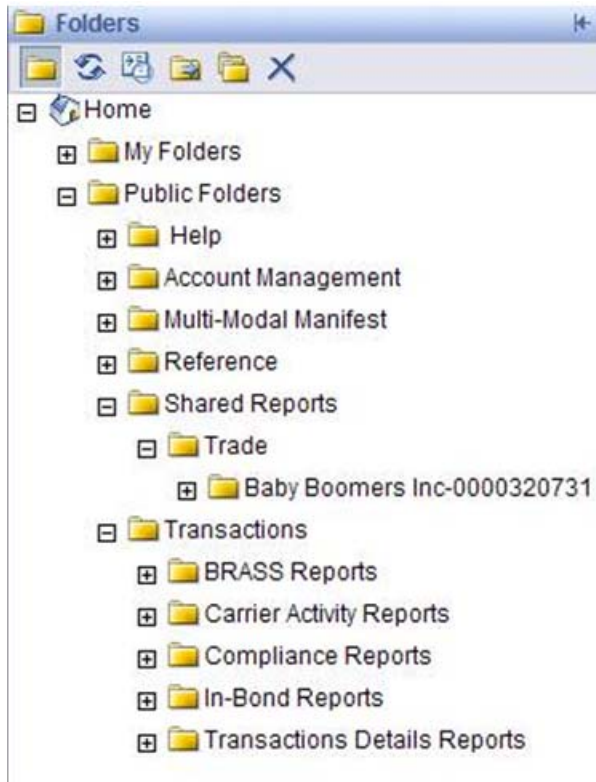 Folders
Home
My Folders
Public Folders
Help
Account Management
Multi-Modal Manifest
Reference
Shared Reports
Trade
Baby Boomers Inc-0000320731
Transactions
BRASS Reports
Carrier Activity Reports
Compliance Reports
In-Bond Reports
Transactions Details Reports